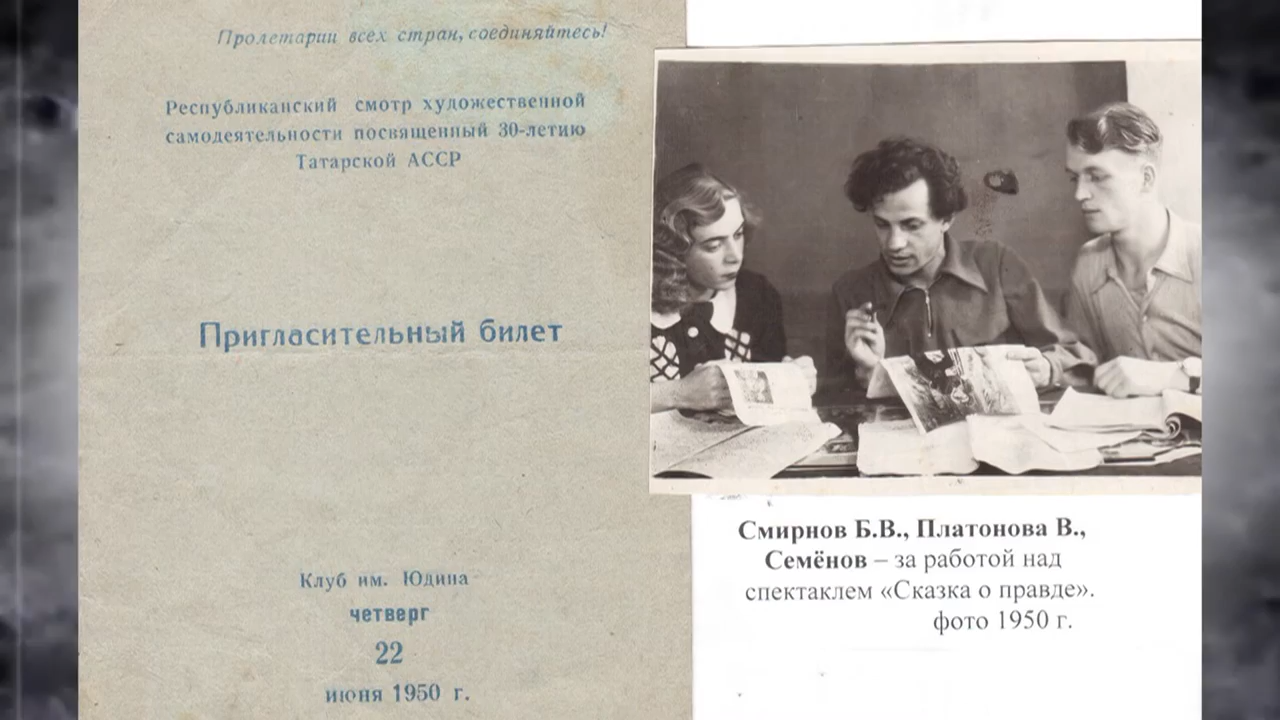 Пролетарии всех стран, соединяйтесь!
Республиканский смотр художественной
самодеятельности посвященный 30-летию
Татарской АССР
Пригласительный билет
Клуб им. Юдина
четверг
22
июня 1950 г.
Смирнов Б.В., Платонова В.,
Семёнов – за работой над
спектаклем «Сказка о правде».
фото 1950 г.